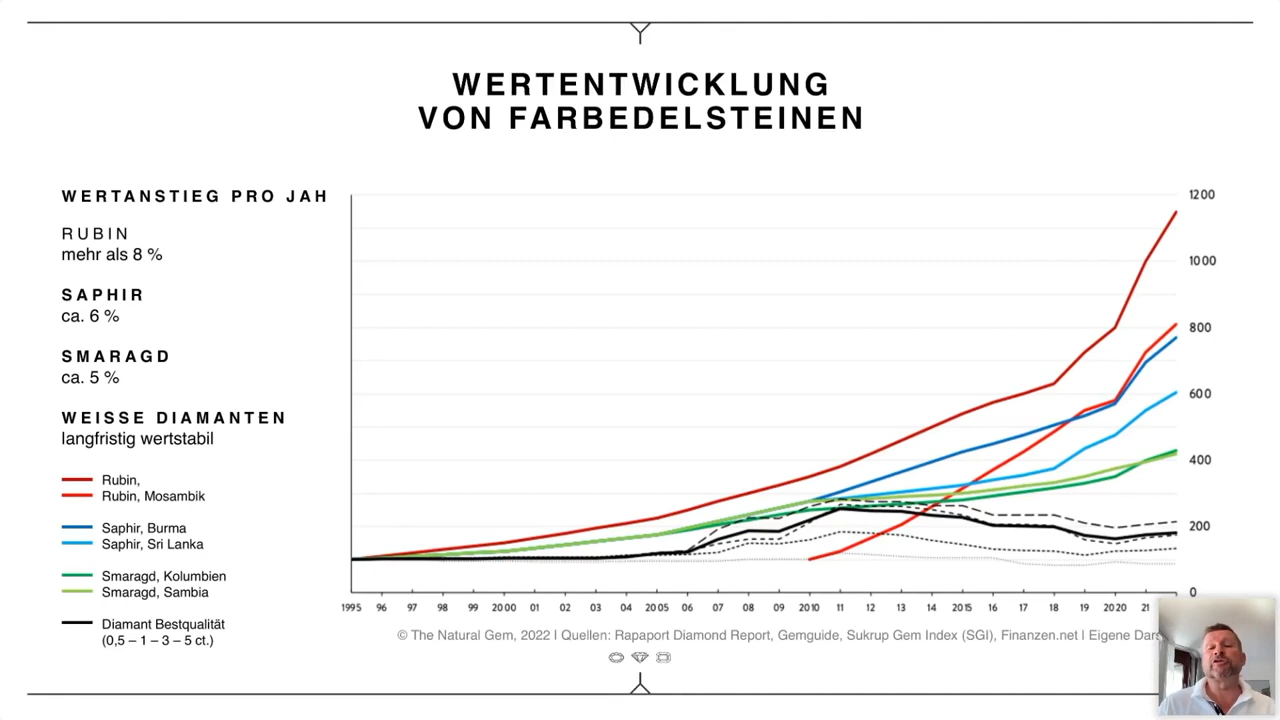 WERTENTWICKLUNG
VON FARBEDELSTEINEN
WERTANSTIEG PRO JAH
RUBIN
mehr als 8 %
SAPHIR
ca. 6 %
SMARAGD
ca. 5 %
WEISSE DIAMANTEN
langfristig wertstabil
Rubin,
Rubin, Mosambik
Saphir, Burma
Saphir, Sri Lanka
Smaragd, Kolumbien
Smaragd, Sambia
Diamant Bestqualität
(0,5 – 1 – 3 – 5 ct.)
1200
1000
800
600
400
200
0
1995 96 97 98 99 2000 01 02 03 04 2005 06 07 08 09 2010 11 12 13 14 2015 16 17 18 19 2020 21
© The Natural Gem, 2022 I Quellen: Rapaport Diamond Report, Gemguide, Sukrup Gem Index (SGI), Finanzen.net I Eigene Dars